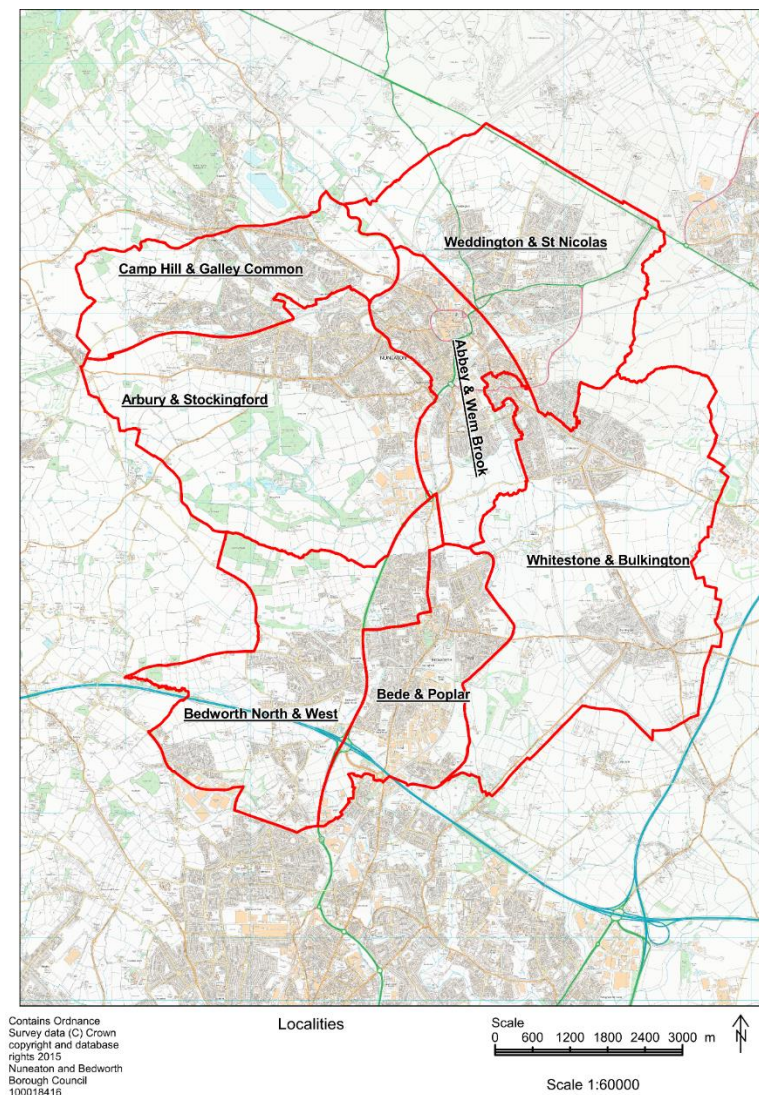 Weddington & St Nicolas
Camp Hill & Galley Common
Abbey & Wem Brook
NUNEATON
Arbury & Stockingford
Whitestone & Bulkington
Bede & Poplar
Bedworth North & West
Contains Ordnance
Survey data (C) Crown
copyright and database
rights 2015
Nuneaton and Bedworth
Borough Council
100018416
Localities
Scale
0 600 1200 1800 2400 3000 m
N
Scale 1:60000